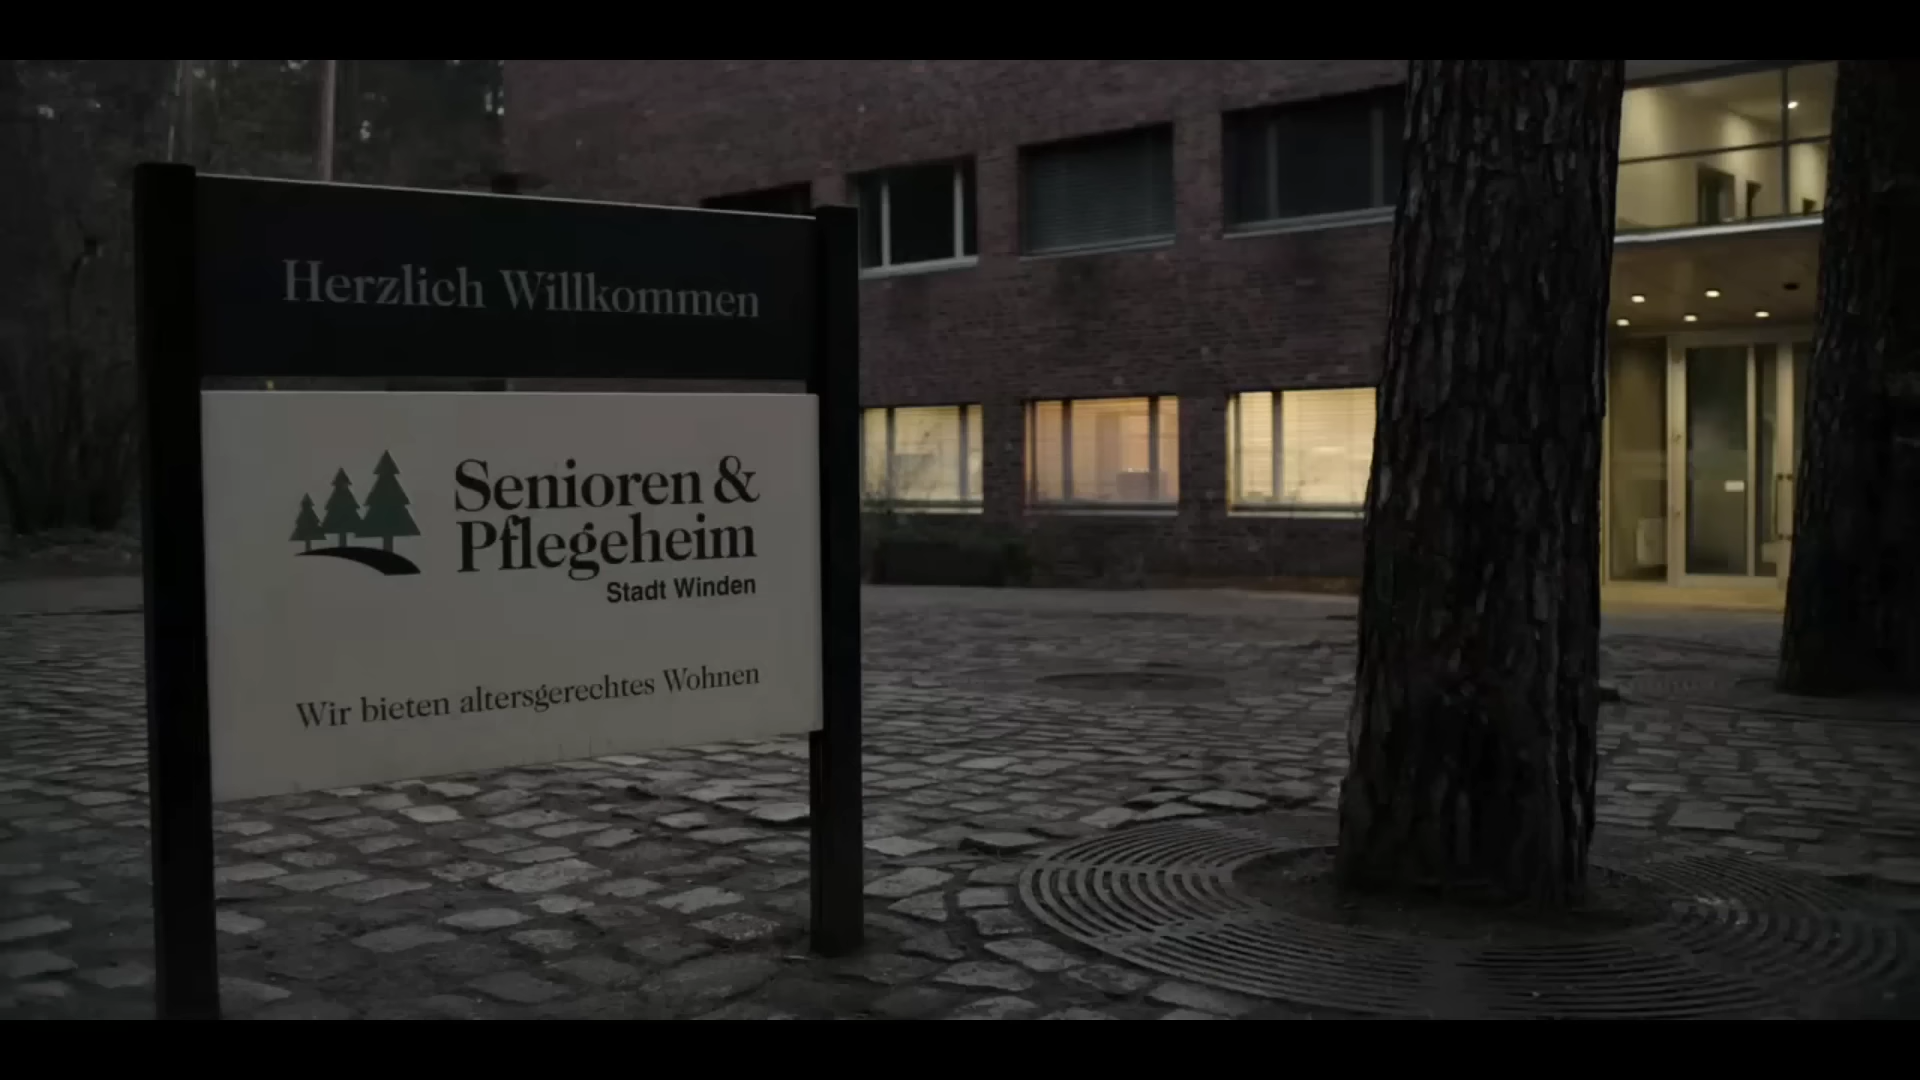 Herzlich Willkommen
Senioren &
Pflegeheim
Stadt Winden
Wir bieten altersgerechtes Wohnen